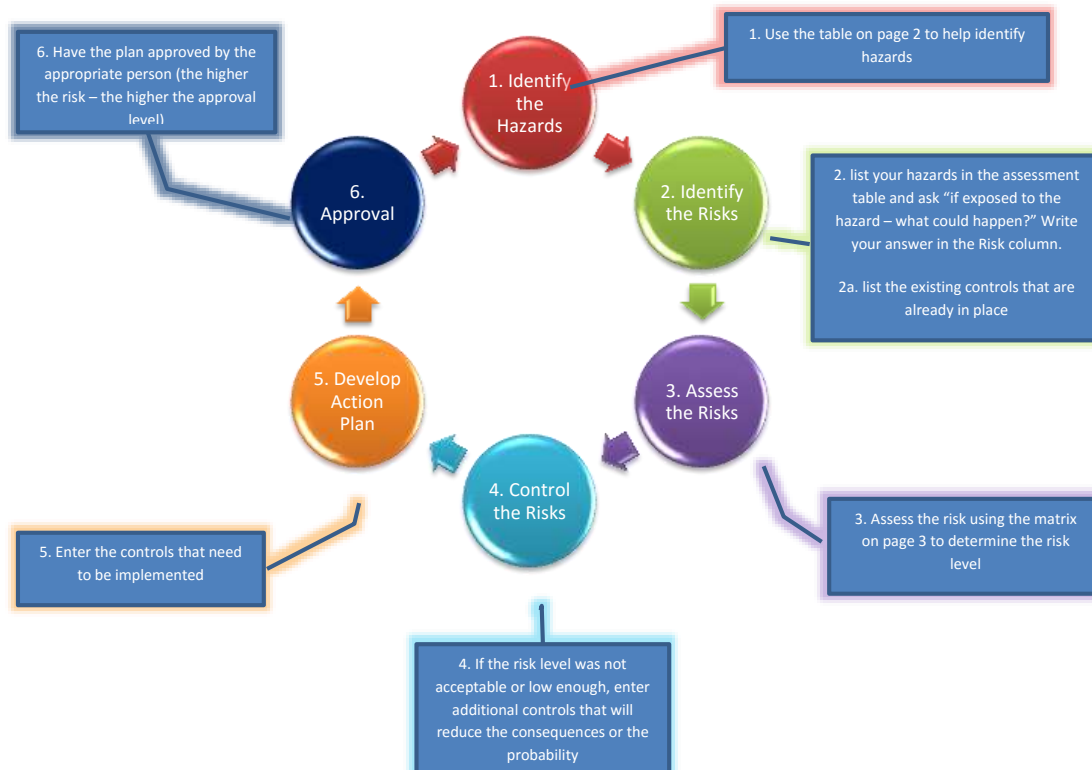 6. Have the plan approved by the
appropriate person (the higher
the risk – the higher the approval
level)
1. Use the table on page 2 to help identify
hazards
1. Identify
the
Hazards
2. Identify
the Risks
2. list your hazards in the assessment
table and ask “if exposed to the
hazard – what could happen?” Write
your answer in the Risk column.
2a. list the existing controls that are
already in place
6.
Approval
3. Assess
the Risks
3. Assess the risk using the matrix
on page 3 to determine the risk
level
4. Control
the Risks
4. If the risk level was not
acceptable or low enough, enter
additional controls that will
reduce the consequences or the
probability
5. Develop
Action
Plan
5. Enter the controls that need
to be implemented